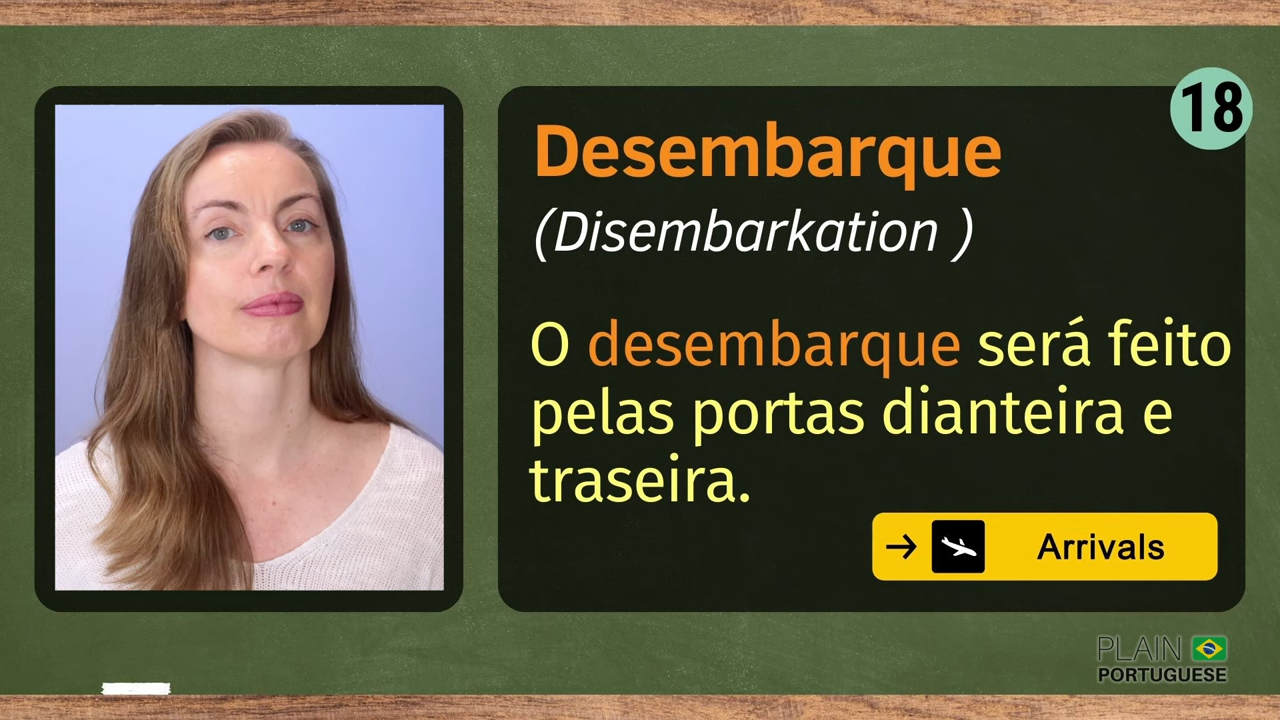 18
Desembarque
(Disembarkation )
O desembarque será feito
pelas portas dianteira e
traseira.
→ Arrivals
PLAIN
PORTUGUESE